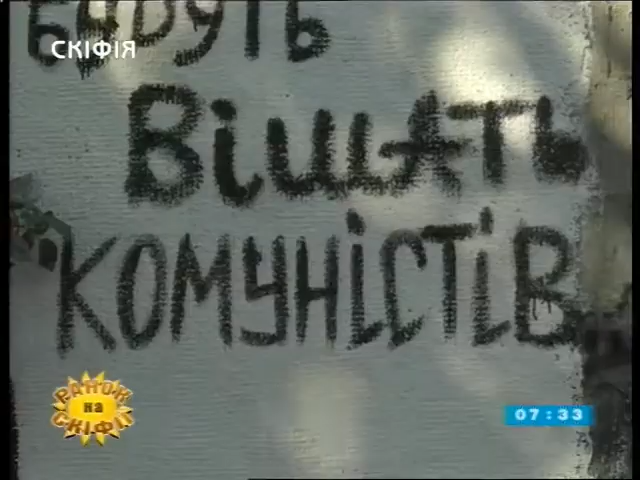 будуть
СКІФІЯ
Вішать
КОМУНІСТІВ
РАНОК
на
СКІФІЇ
07:33